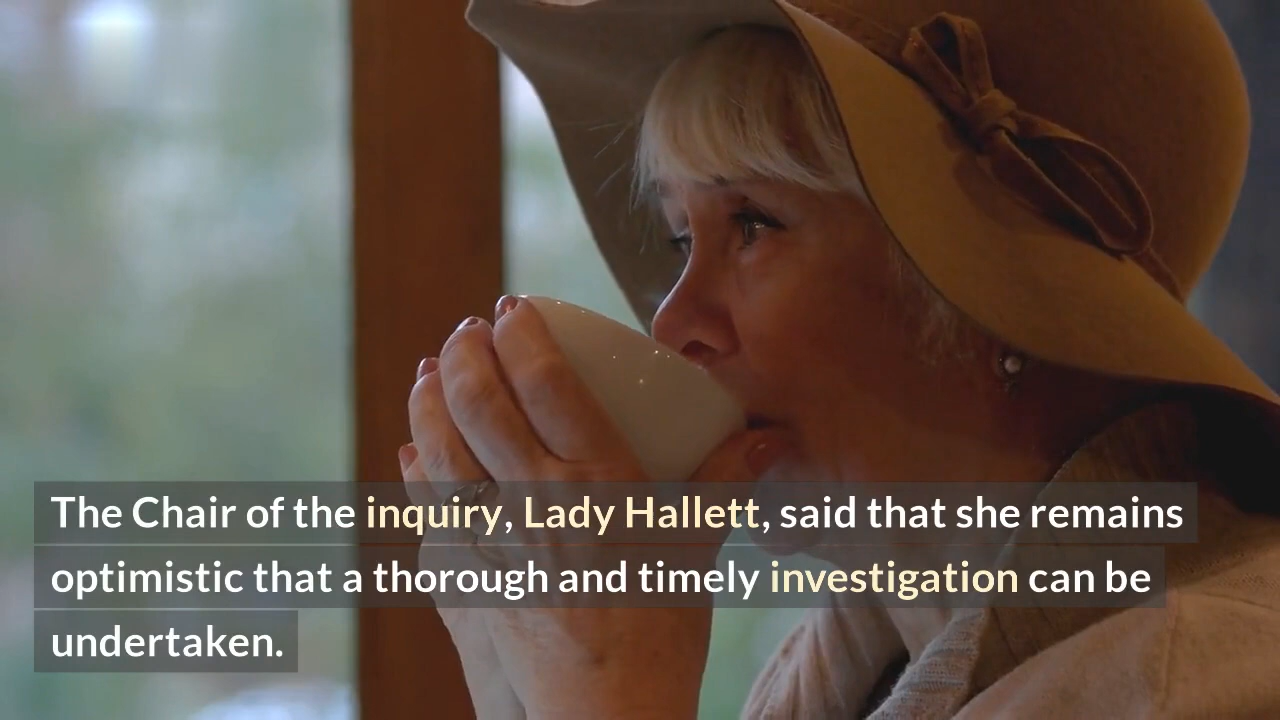 The Chair of the inquiry, Lady Hallett, said that she remains
optimistic that a thorough and timely investigation can be
undertaken.